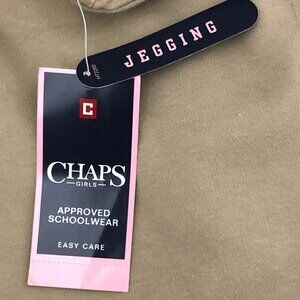 JEGGING
C
CHAPS
GIRLS
APPROVED
SCHOOLWEAR
EASY CARE